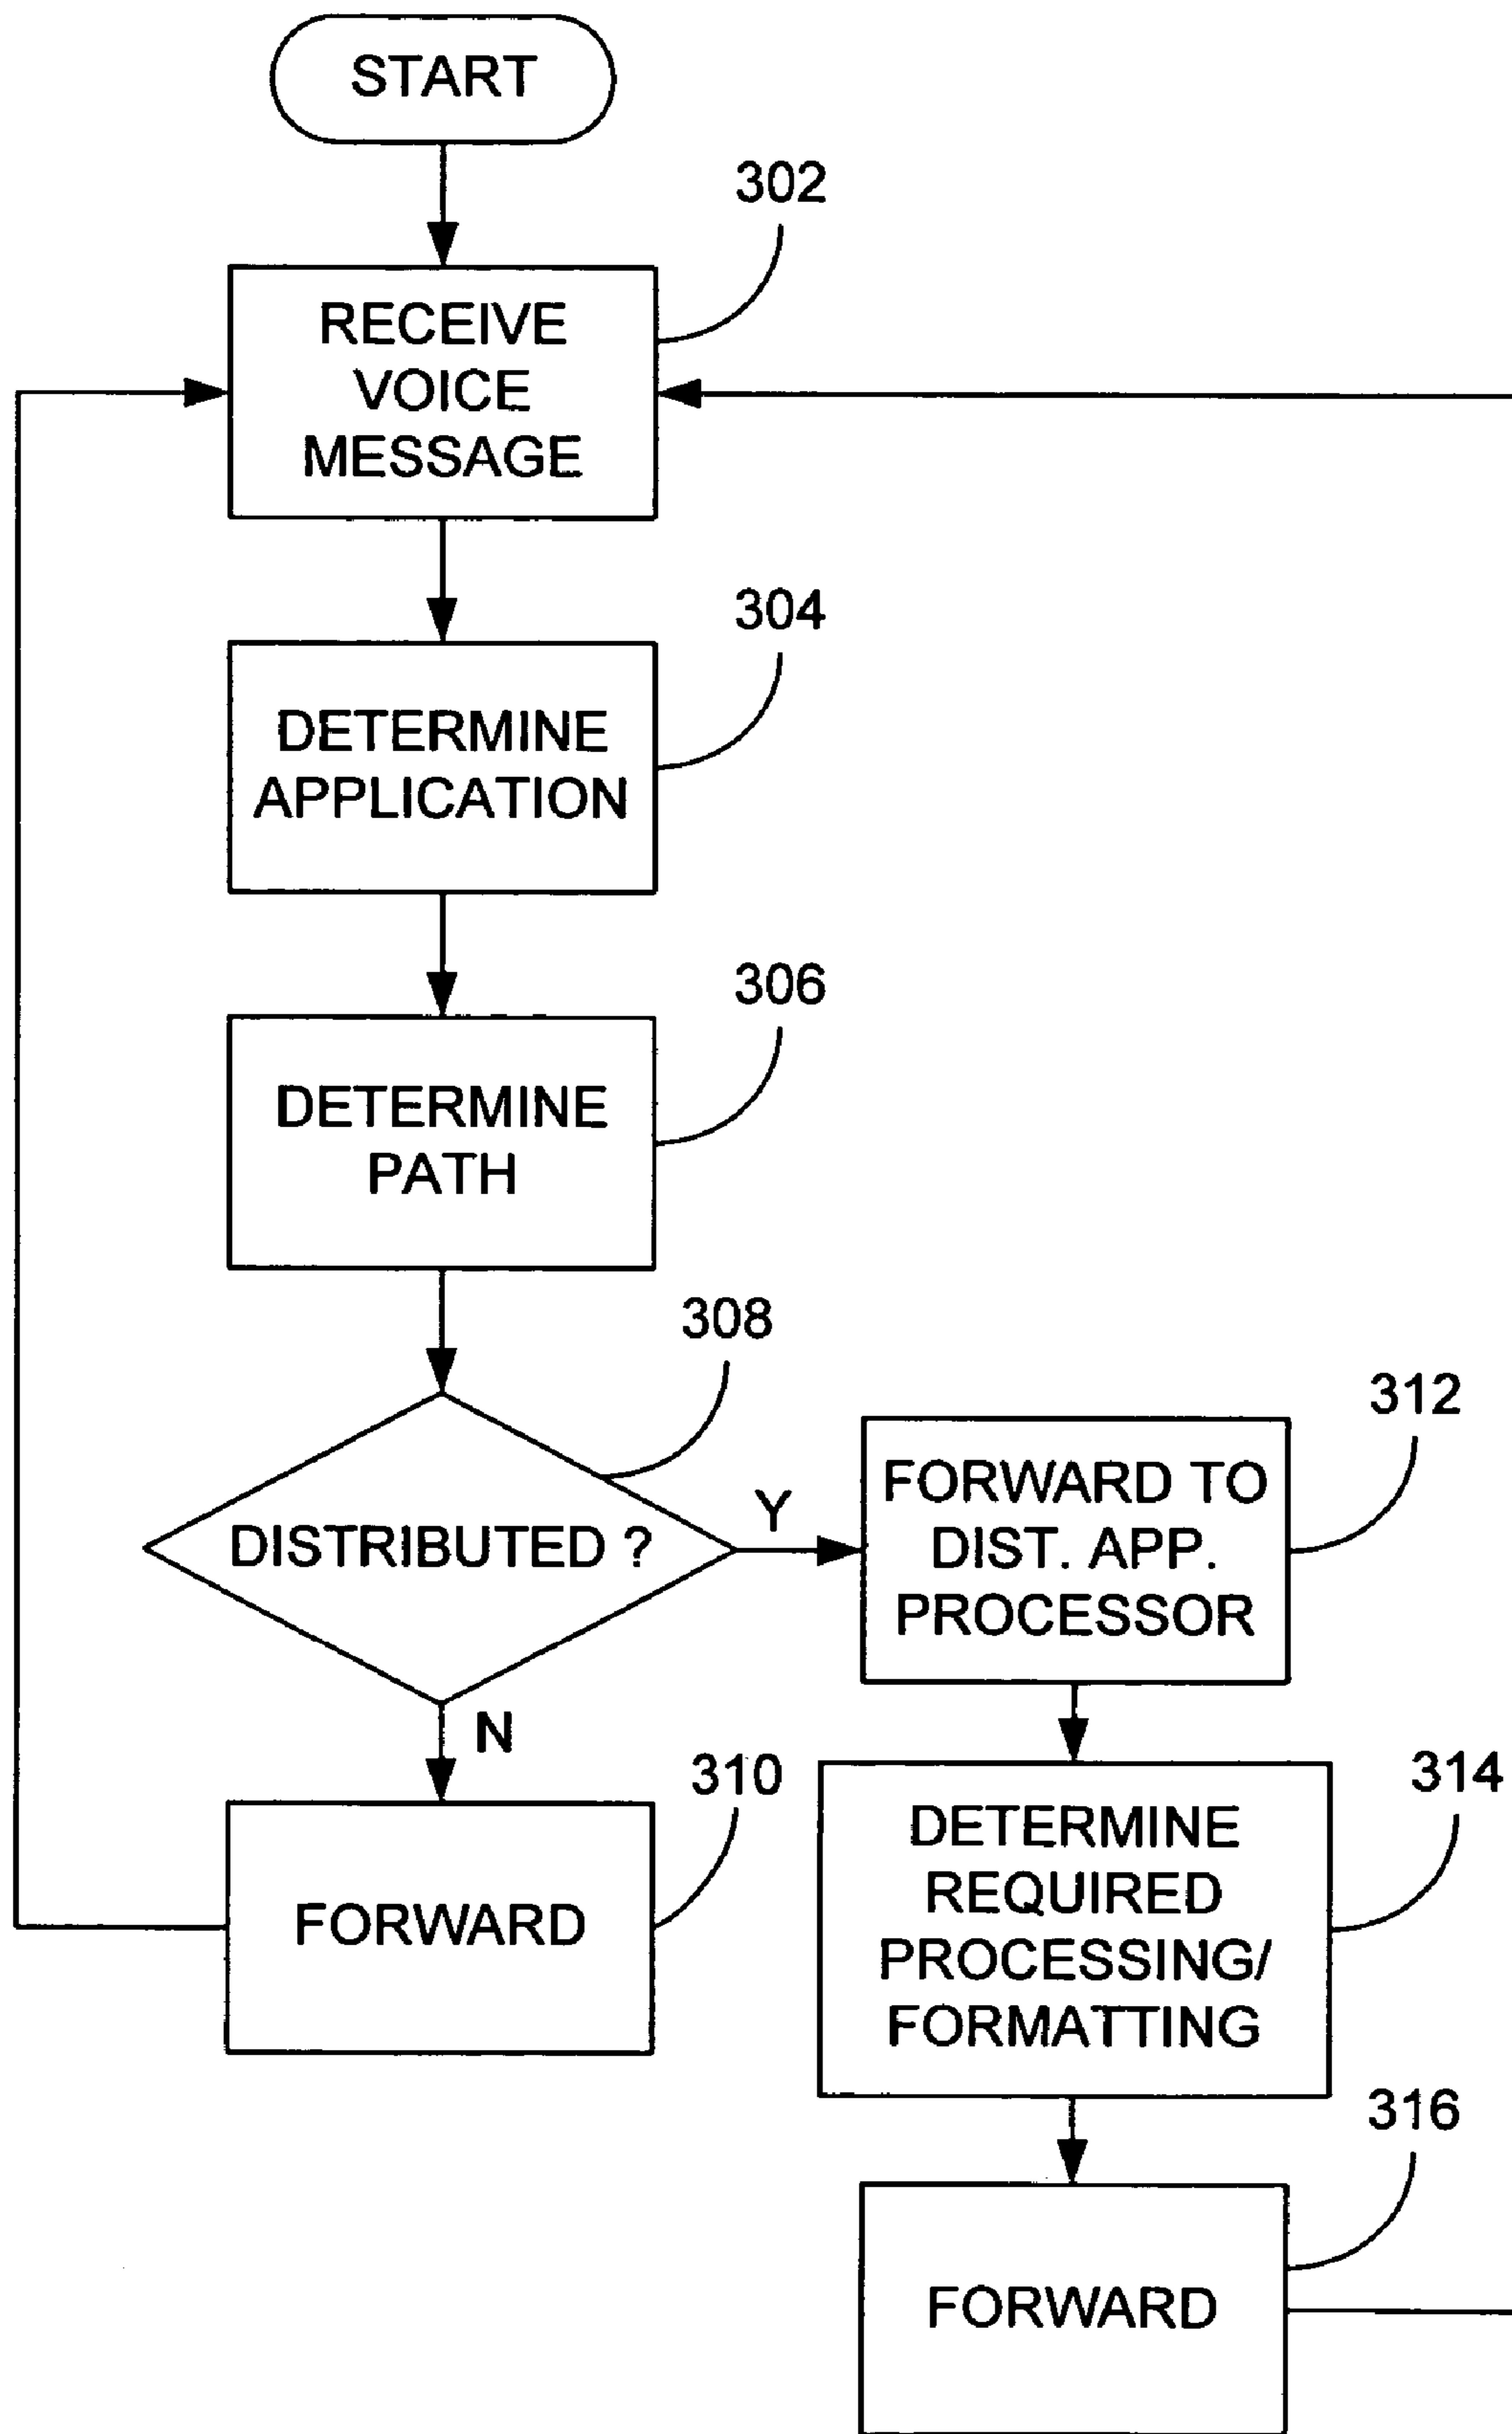 START
302
RECEIVE
VOICE
MESSAGE
304
DETERMINE
APPLICATION
306
DETERMINE
PATH
308
DISTRIBUTED ?
Y
N
312
FORWARD TO
DIST. APP.
PROCESSOR
310
FORWARD
314
DETERMINE
REQUIRED
PROCESSING/
FORMATTING
316
FORWARD